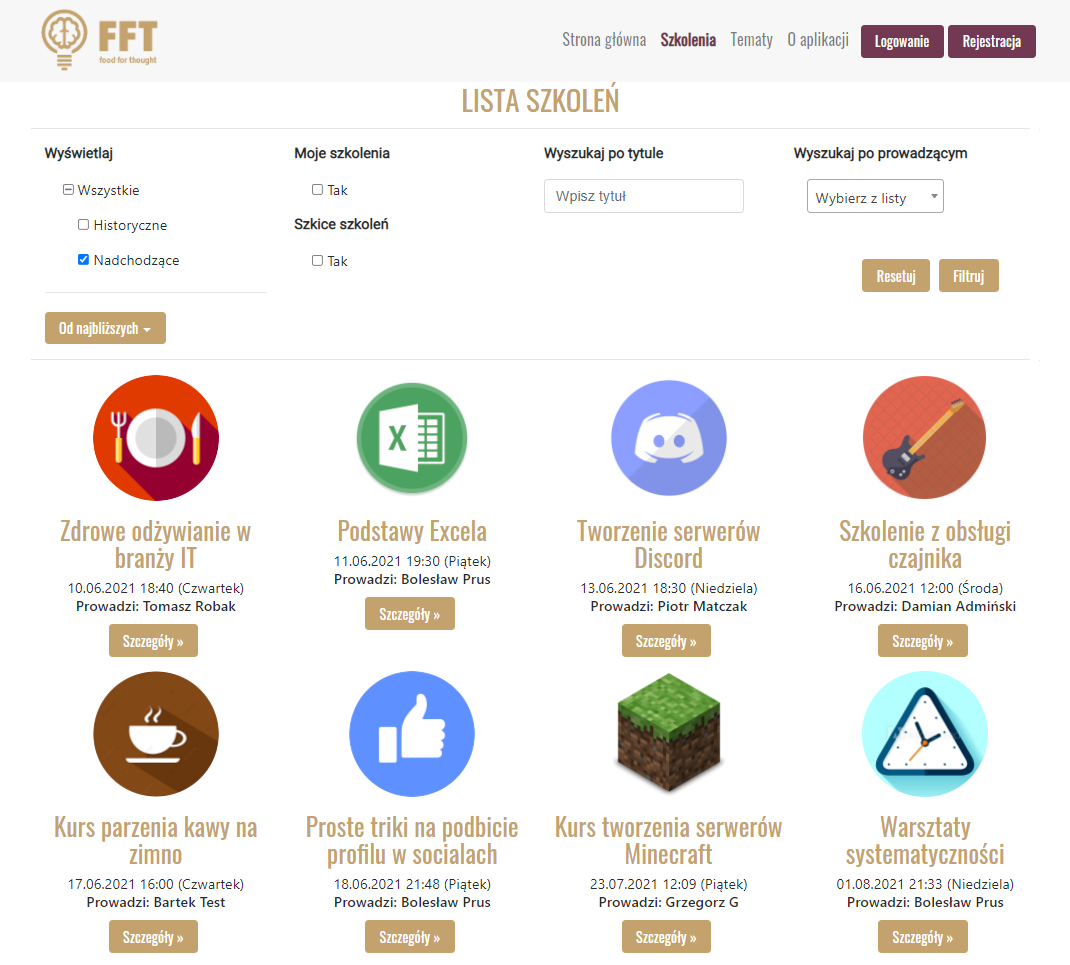 FFT
food for thought
Strona główna Szkolenia Tematy O aplikacji Logowanie Rejestracja
LISTA SZKOLEŃ
Wyświetlaj
Wszystkie
Historyczne
Nadchodzące
Od najbliższych
Moje szkolenia
Tak
Szkice szkoleń
Tak
Wyszukaj po tytule
Wpisz tytuł
Wyszukaj po prowadzącym
Wybierz z listy
Resetuj Filtruj
X
Zdrowe odżywianie w
branży IT
10.06.2021 18:40 (Czwartek)
Prowadzi: Tomasz Robak
Szczegóły »
Podstawy Excela
11.06.2021 19:30 (Piątek)
Prowadzi: Bolesław Prus
Szczegóły »
Tworzenie serwerów
Discord
13.06.2021 18:30 (Niedziela)
Prowadzi: Piotr Matczak
Szczegóły »
Szkolenie z obsługi
czajnika
16.06.2021 12:00 (Środa)
Prowadzi: Damian Admiński
Szczegóły »
Kurs parzenia kawy na
zimno
17.06.2021 16:00 (Czwartek)
Prowadzi: Bartek Test
Szczegóły »
Proste triki na podbicie
profilu w socialach
18.06.2021 21:48 (Piątek)
Prowadzi: Bolesław Prus
Szczegóły »
Kurs tworzenia serwerów
Minecraft
23.07.2021 12:09 (Piątek)
Prowadzi: Grzegorz G
Szczegóły »
Warsztaty
systematyczności
01.08.2021 21:33 (Niedziela)
Prowadzi: Bolesław Prus
Szczegóły »